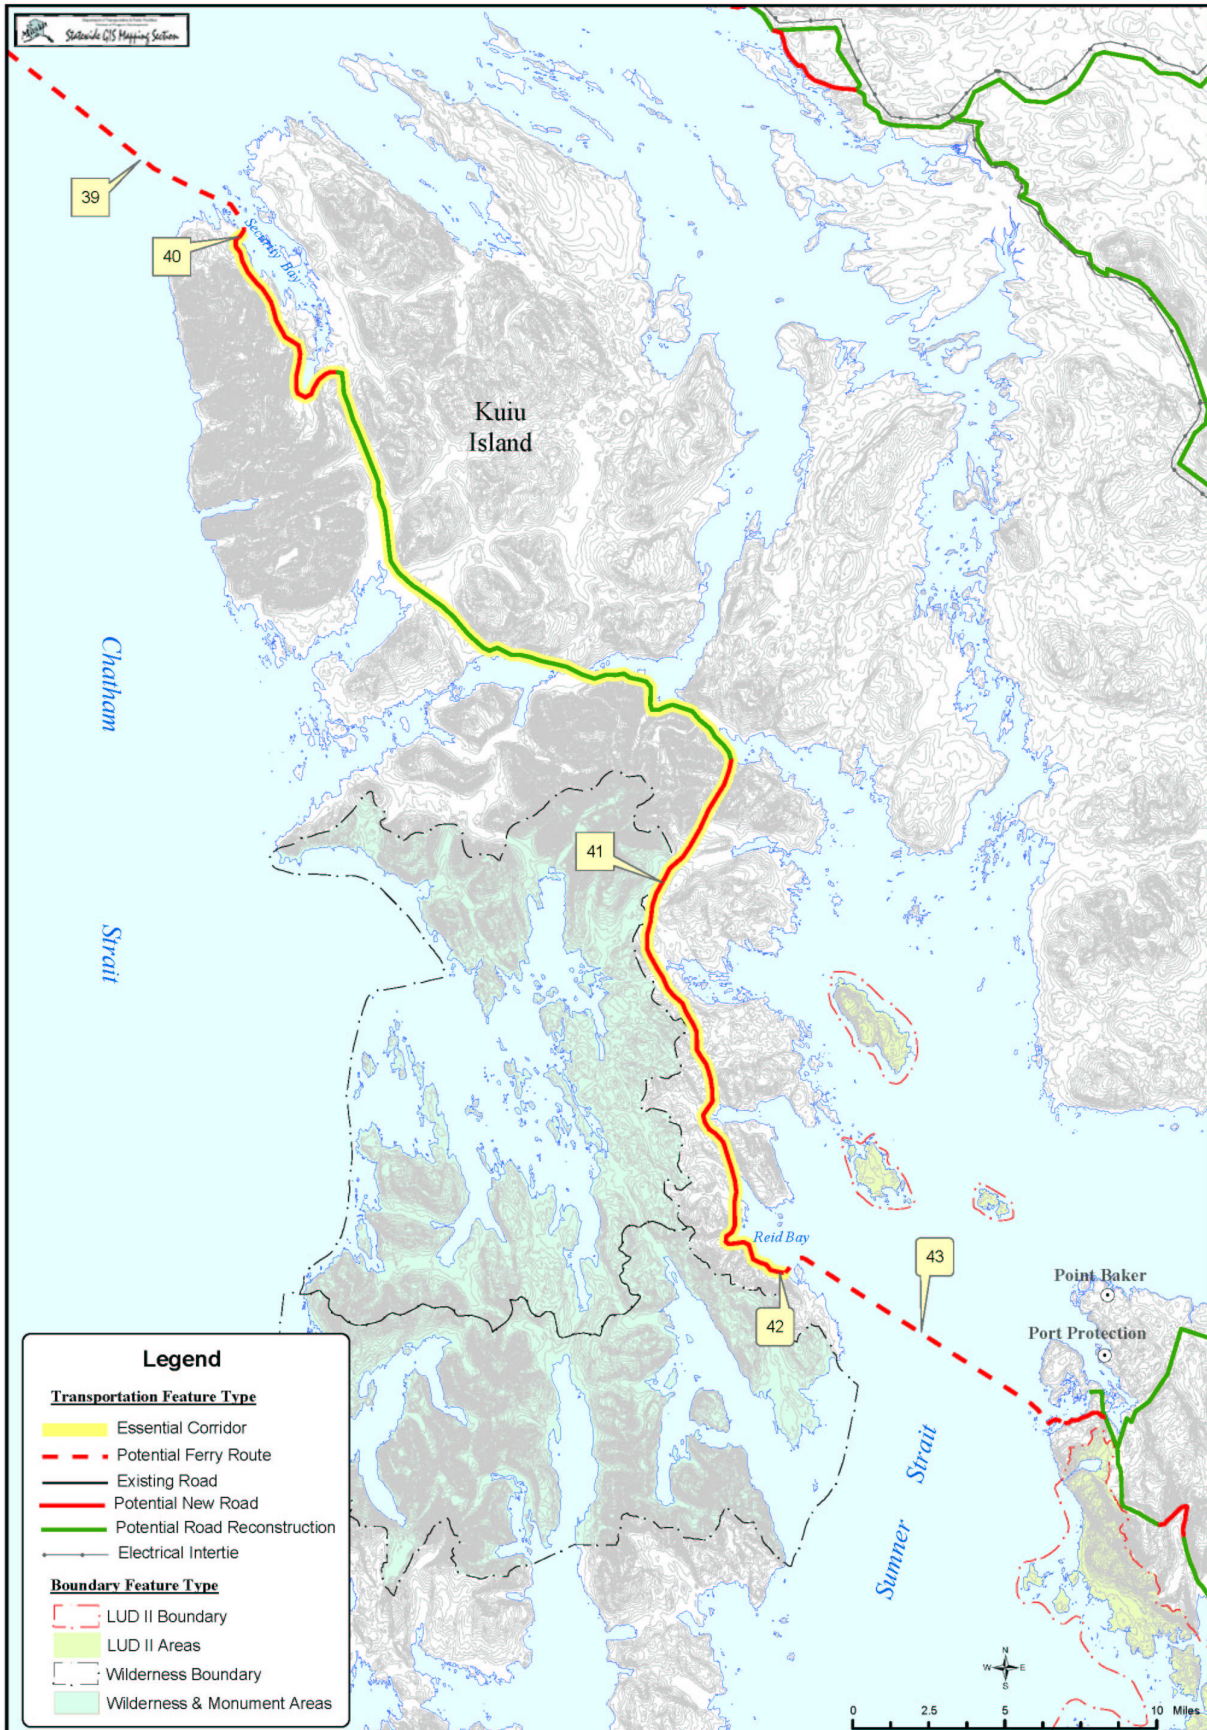 Statewide GIS Mapping Section
39
40
Security Bay
Kuiu
Island
Chatham
Strait
41
Reid Bay
42
43
Point Baker
Port Protection
Sumner Strait
Legend
Transportation Feature Type
Essential Corridor
Potential Ferry Route
Existing Road
Potential New Road
Potential Road Reconstruction
Electrical Intertie
Boundary Feature Type
LUD II Boundary
LUD II Areas
Wilderness Boundary
Wilderness & Monument Areas
N
W E
S
0 2.5 5 10 Miles